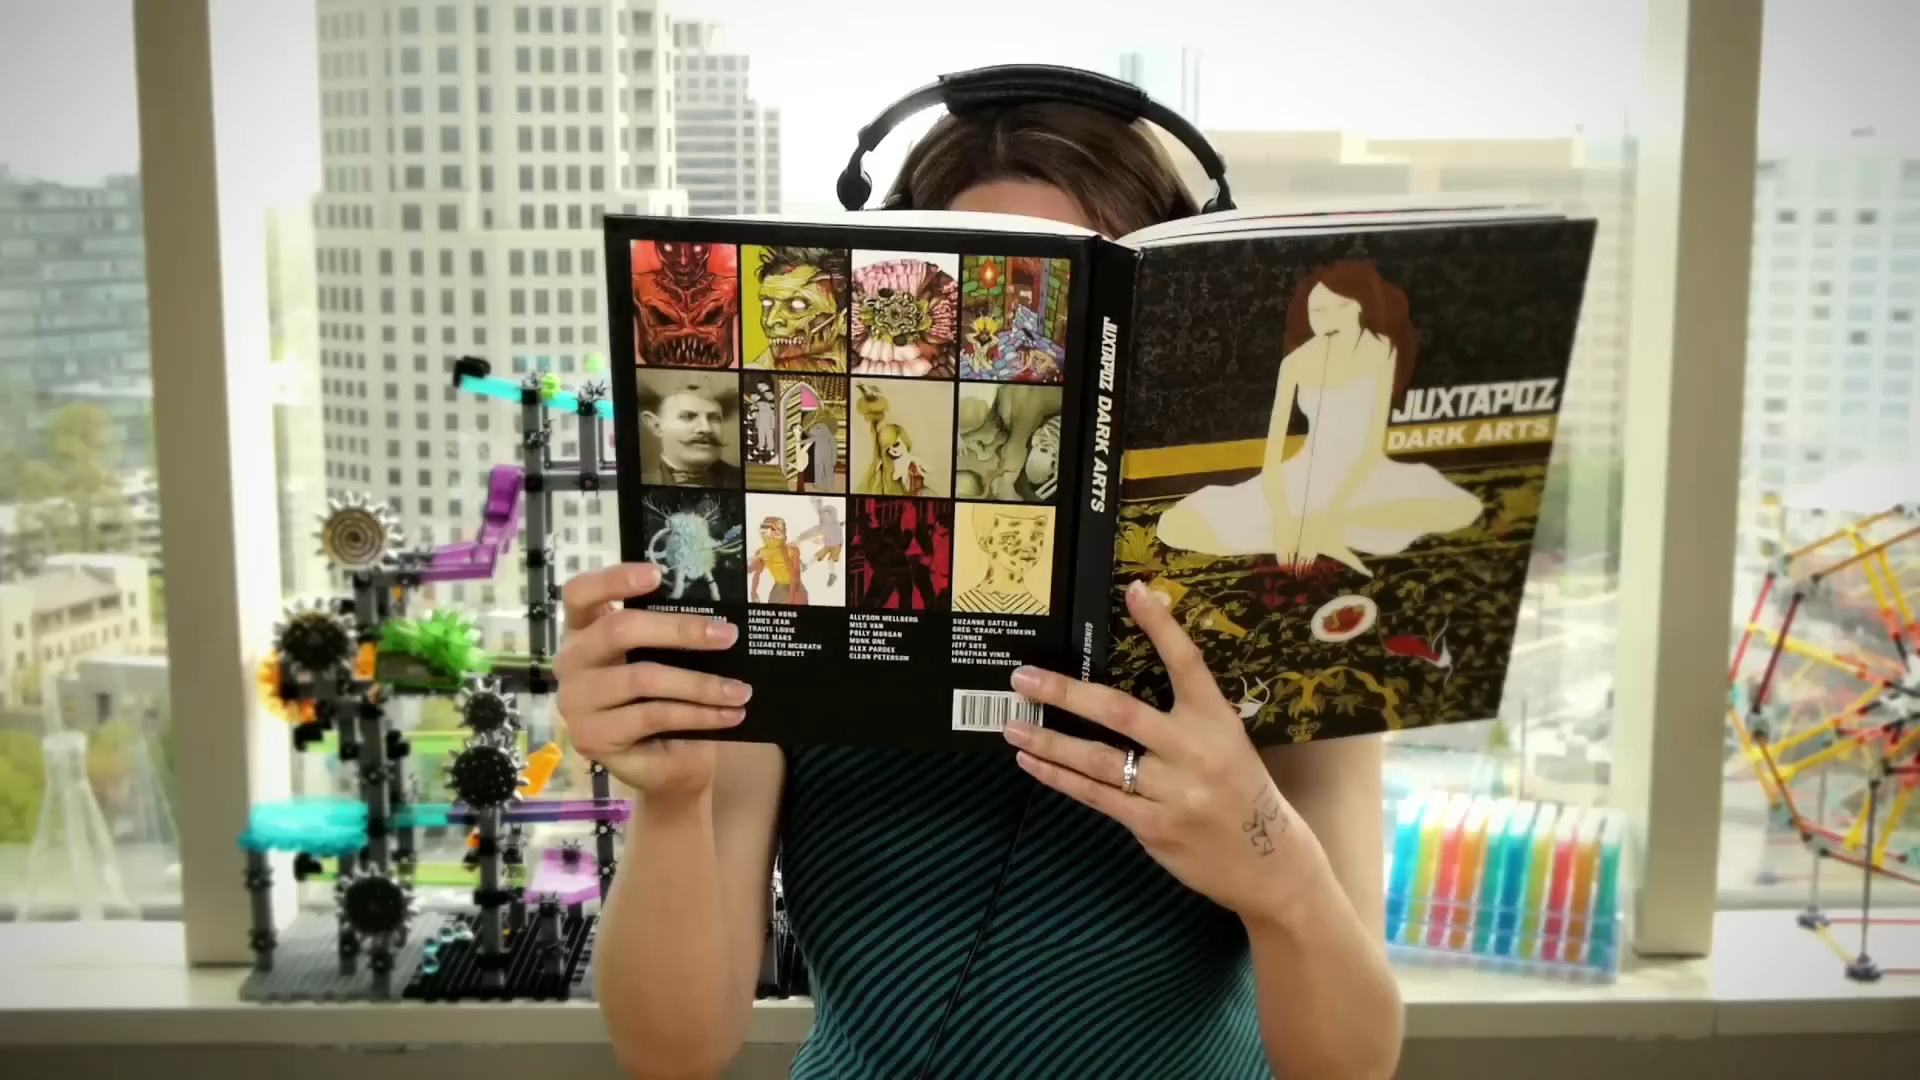 HERBERT BAGLIONE
SEONNA HONG
JAMES JEAN
TRAVIS LOUIE
CHRIS MARS
ELIZABETH MCGRATH
DENNIS MCNETT
ALLYSON MELLBERG
MISS VAN
POLLY MORGAN
MUNK ONE
ALEX PARDEE
CLEON PETERSON
SUZANNE SATTLER
GREG "CRAOLA" SIMKINS
SKINNER
JEFF SOTO
JONATHAN VINER
MARCI WASHINGTON
JUXTAPOZ DARK ARTS
GINGKO PRESS
JUXTAPOZ
DARK ARTS